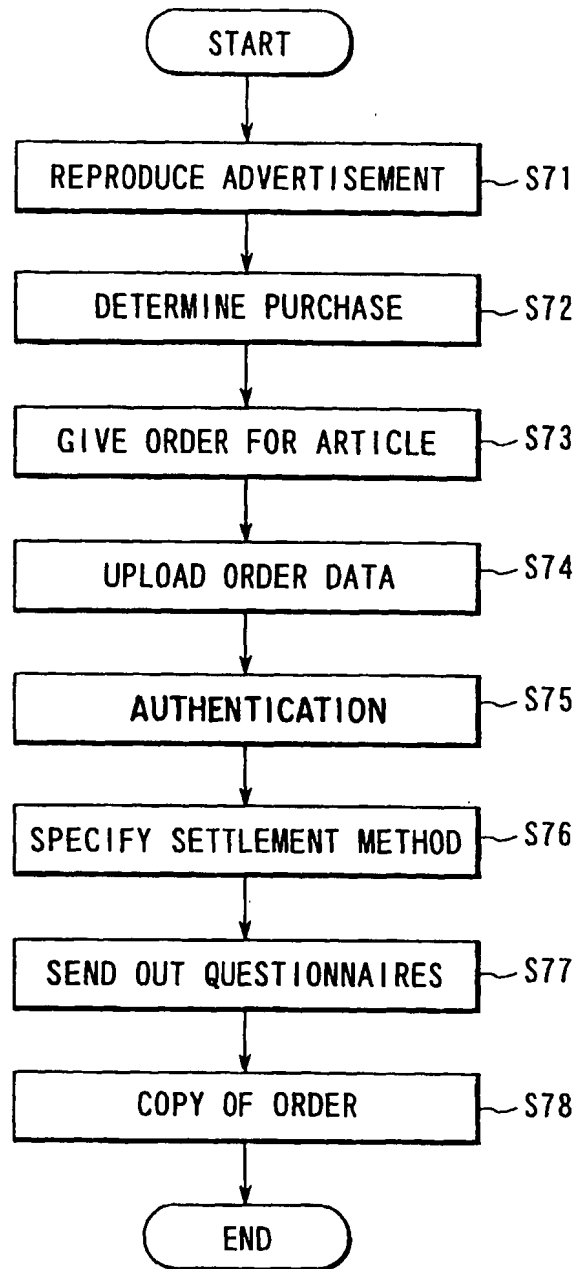 START
REPRODUCE ADVERTISEMENT S71
DETERMINE PURCHASE S72
GIVE ORDER FOR ARTICLE S73
UPLOAD ORDER DATA S74
AUTHENTICATION S75
SPECIFY SETTLEMENT METHOD S76
SEND OUT QUESTIONNAIRES S77
COPY OF ORDER S78
END